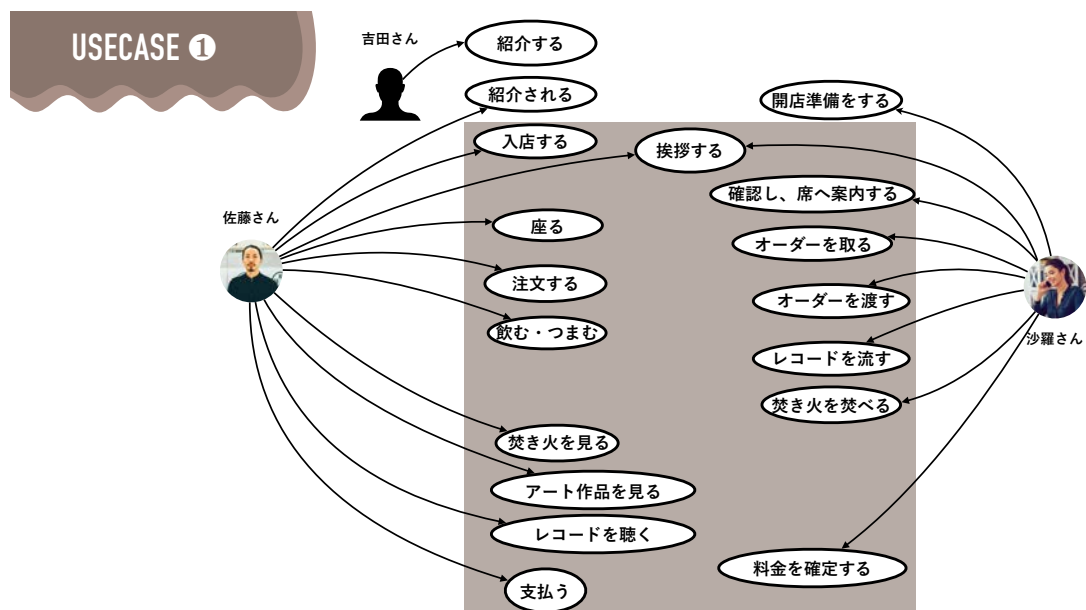 USECASE ❶
吉田さん
紹介する
紹介される
開店準備をする
入店する
挨拶する
確認し、席へ案内する
佐藤さん
座る
オーダーを取る
注文する
オーダーを渡す
飲む・つまむ
沙羅さん
レコードを流す
焚き火を焚べる
焚き火を見る
アート作品を見る
レコードを聴く
料金を確定する
支払う